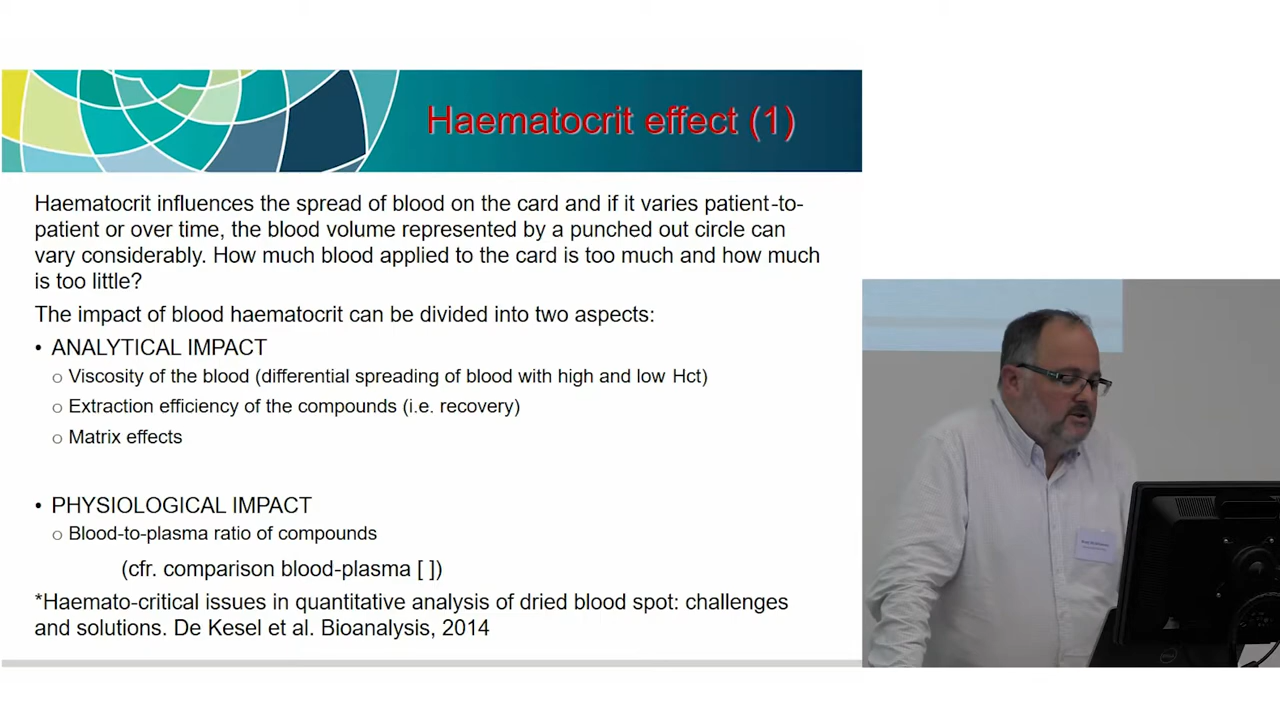 Haematocrit effect (1)
Haematocrit influences the spread of blood on the card and if it varies patient-to-
patient or over time, the blood volume represented by a punched out circle can
vary considerably. How much blood applied to the card is too much and how much
is too little?
The impact of blood haematocrit can be divided into two aspects:
• ANALYTICAL IMPACT
o Viscosity of the blood (differential spreading of blood with high and low Hct)
o Extraction efficiency of the compounds (i.e. recovery)
o Matrix effects
• PHYSIOLOGICAL IMPACT
o Blood-to-plasma ratio of compounds
(cfr. comparison blood-plasma [ ])
*Haemato-critical issues in quantitative analysis of dried blood spot: challenges
and solutions. De Kesel et al. Bioanalysis, 2014